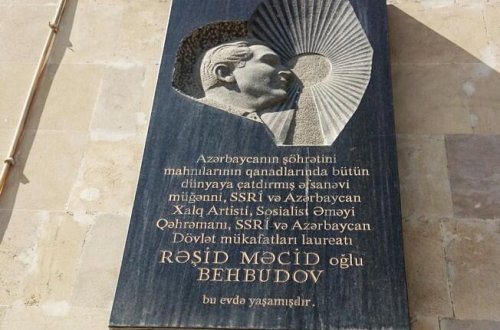 Azərbaycanın şöhrətini
mahnılarının qanadlarında bütün
dünyaya çatdırmış əfsanəvi
müğənni, SSRİ və Azərbaycan
Xalq Artisti, Sosialist Əməyi
Qəhrəmanı, SSRİ və Azərbaycan
Dövlət mükafatları laureatı
RƏŞİD MƏCİD oğlu
BEHBUDOV
bu evdə yaşamışdır.